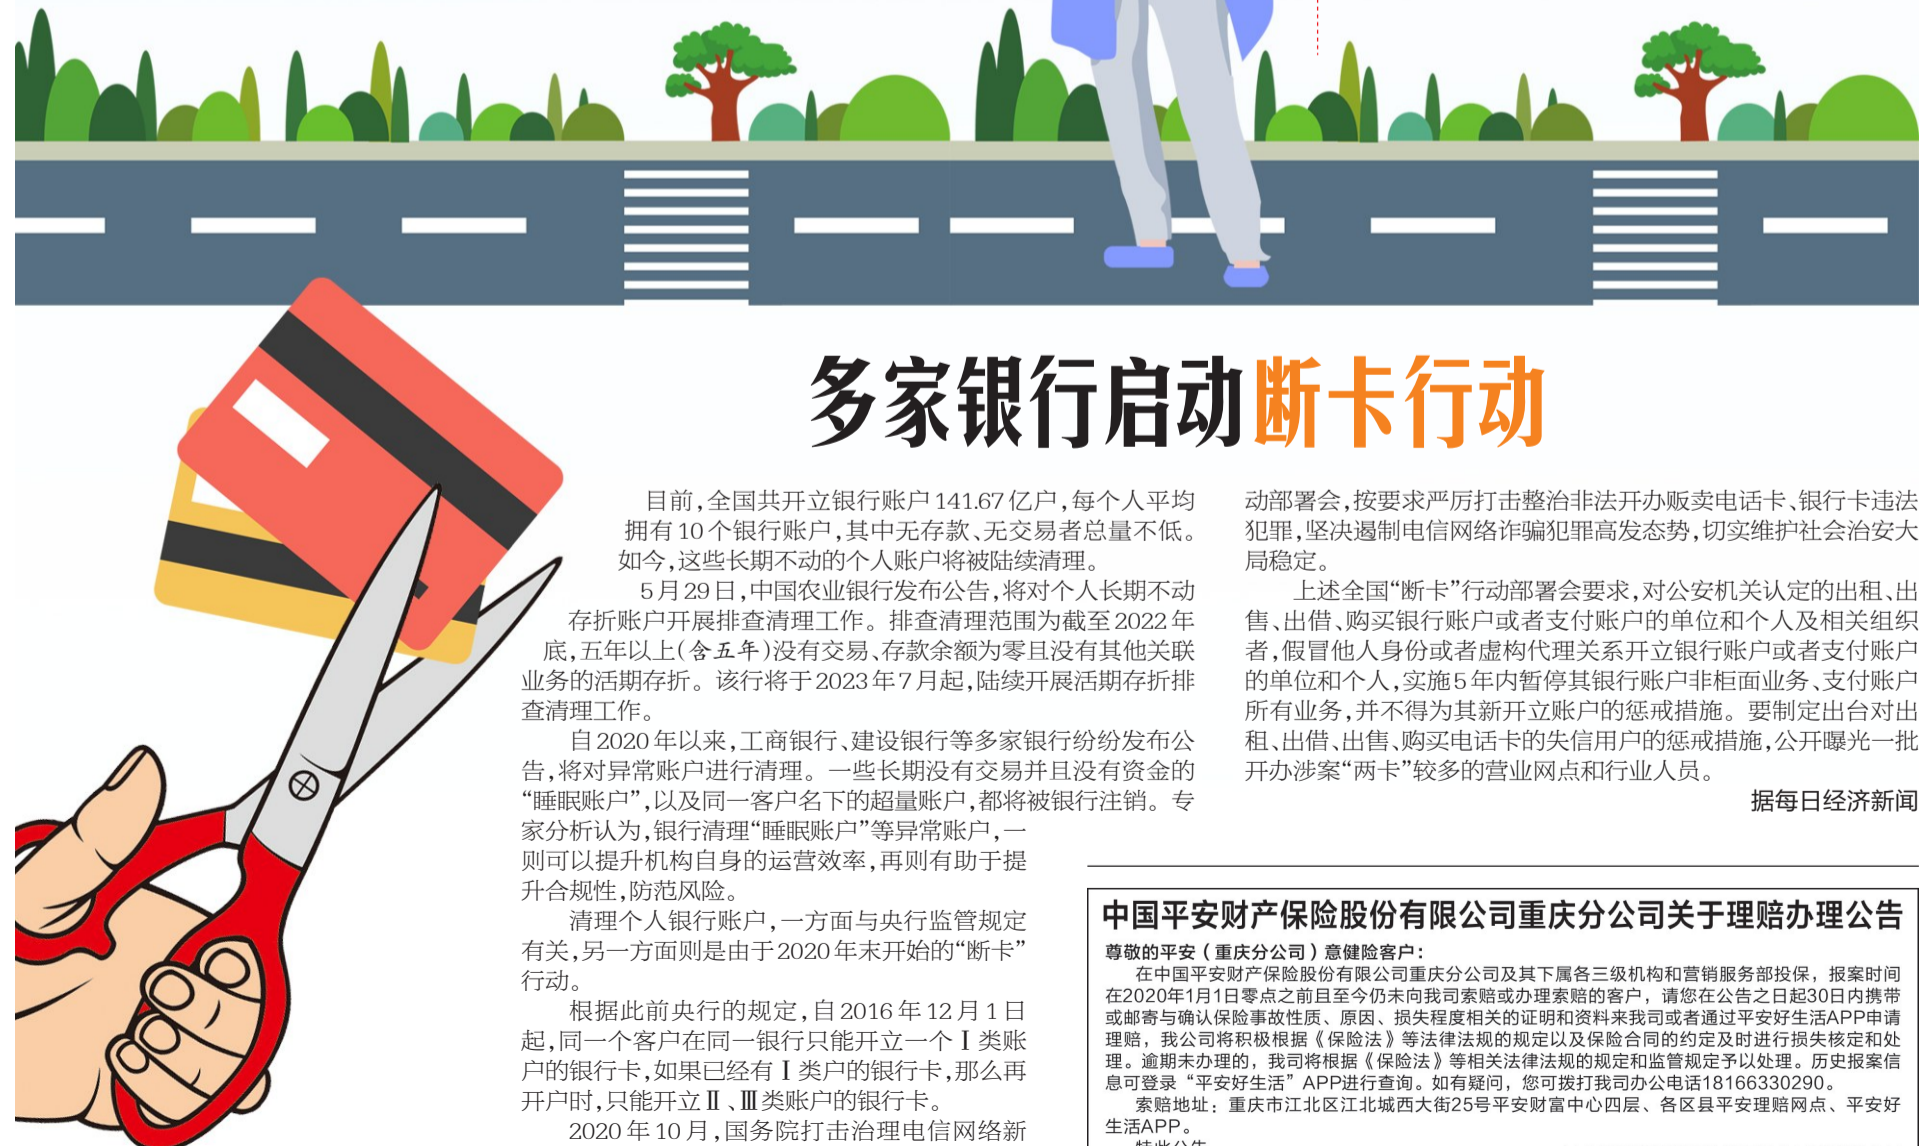 多家银行启动断卡行动
目前，全国共开立银行账户141.67亿户，每个人平均
拥有10个银行账户，其中无存款、无交易者总量不低。
如今，这些长期不动的个人账户将被陆续清理。
5月29日，中国农业银行发布公告，将对个人长期不动
存折账户开展排查清理工作。排查清理范围为截至2022年
底，五年以上(含五年)没有交易、存款余额为零且没有其他关联
业务的活期存折。该行将于2023年7月起，陆续开展活期存折排
查清理工作。
自2020年以来，工商银行、建设银行等多家银行纷纷发布公
告，将对异常账户进行清理。一些长期没有交易并且没有资金的
“睡眠账户”，以及同一客户名下的超量账户，都将被银行注销。专
家分析认为，银行清理“睡眠账户”等异常账户，一
则可以提升机构自身的运营效率，再则有助于提
升合规性，防范风险。
清理个人银行账户，一方面与央行监管规定
有关，另一方面则是由于2020年末开始的“断卡”
行动。
根据此前央行的规定，自2016年12月1日
起，同一个客户在同一银行只能开立一个Ⅰ类账
户的银行卡，如果已经有Ⅰ类户的银行卡，那么再
开户时，只能开立Ⅱ、Ⅲ类账户的银行卡。
2020年10月，国务院打击治理电信网络新
动部署会，按要求严厉打击整治非法开办贩卖电话卡、银行卡违法
犯罪，坚决遏制电信网络诈骗犯罪高发态势，切实维护社会治安大
局稳定。
上述全国“断卡”行动部署会要求，对公安机关认定的出租、出
售、出借、购买银行账户或者支付账户的单位和个人及相关组织
者，假冒他人身份或者虚构代理关系开立银行账户或者支付账户
的单位和个人，实施5年内暂停其银行账户非柜面业务、支付账户
所有业务，并不得为其新开立账户的惩戒措施。要制定出台对出
租、出借、出售、购买电话卡的失信用户的惩戒措施，公开曝光一批
开办涉案“两卡”较多的营业网点和行业人员。
据每日经济新闻
中国平安财产保险股份有限公司重庆分公司关于理赔办理公告
尊敬的平安（重庆分公司）意健险客户：
在中国平安财产保险股份有限公司重庆分公司及其下属各三级机构和营销服务部投保，报案时间
在2020年1月1日零点之前且至今仍未向我司索赔或办理索赔的客户，请您在公告之日起30日内携带
或邮寄与确认保险事故性质、原因、损失程度相关的证明和资料来我司或者通过平安好生活APP申请
理赔，我公司将积极根据《保险法》等法律法规的规定以及保险合同的约定及时进行损失核定和处
理。逾期未办理的，我司将根据《保险法》等相关法律法规的规定和监管规定予以处理。历史报案信
息可登录“平安好生活”APP进行查询。如有疑问，您可拨打我司办公电话18166330290。
索赔地址：重庆市江北区江北城西大街25号平安财富中心四层、各区县平安理赔网点、平安好
生活APP。